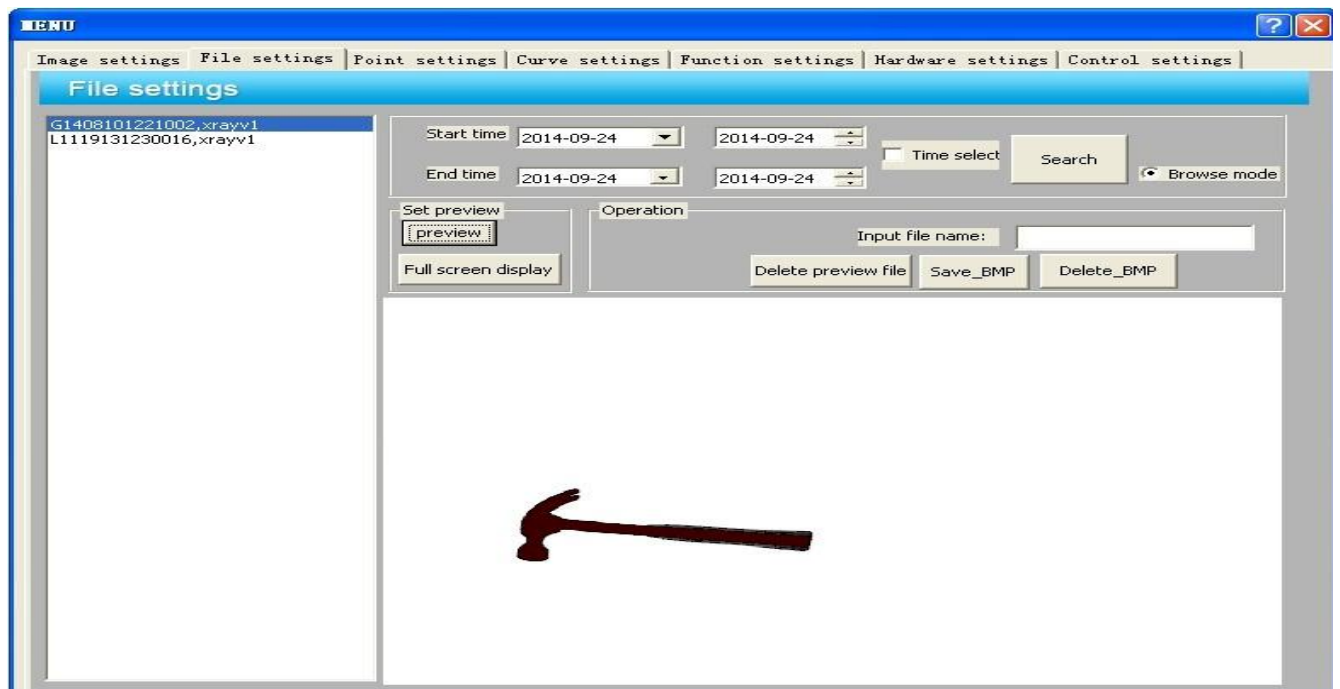 MENU
Image settings File settings Point settings Curve settings Function settings Hardware settings Control settings
File settings
G1408101221002,xrayv1
L1119131230016,xrayv1
Start time 2014-09-24 2014-09-24
Time select Search
End time 2014-09-24 2014-09-24
Browse mode
Set preview Operation
preview
Input file name:
Full screen display Delete preview file Save_BMP Delete_BMP